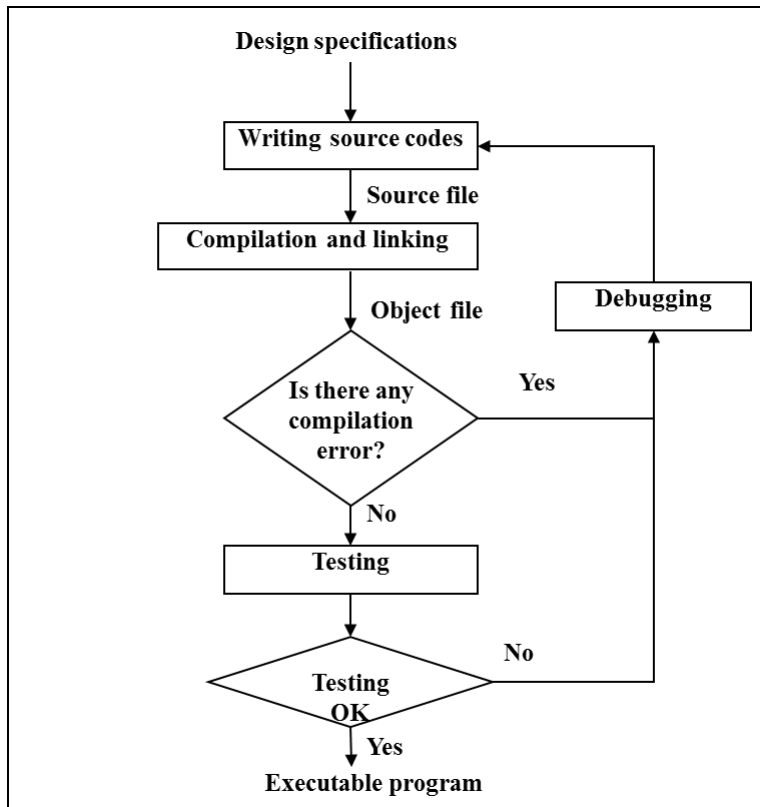 Design specifications
Writing source codes
Source file
Compilation and linking
Object file
Debugging
Is there any
compilation
error?
Yes
No
Testing
No
Testing
OK
Yes
Executable program